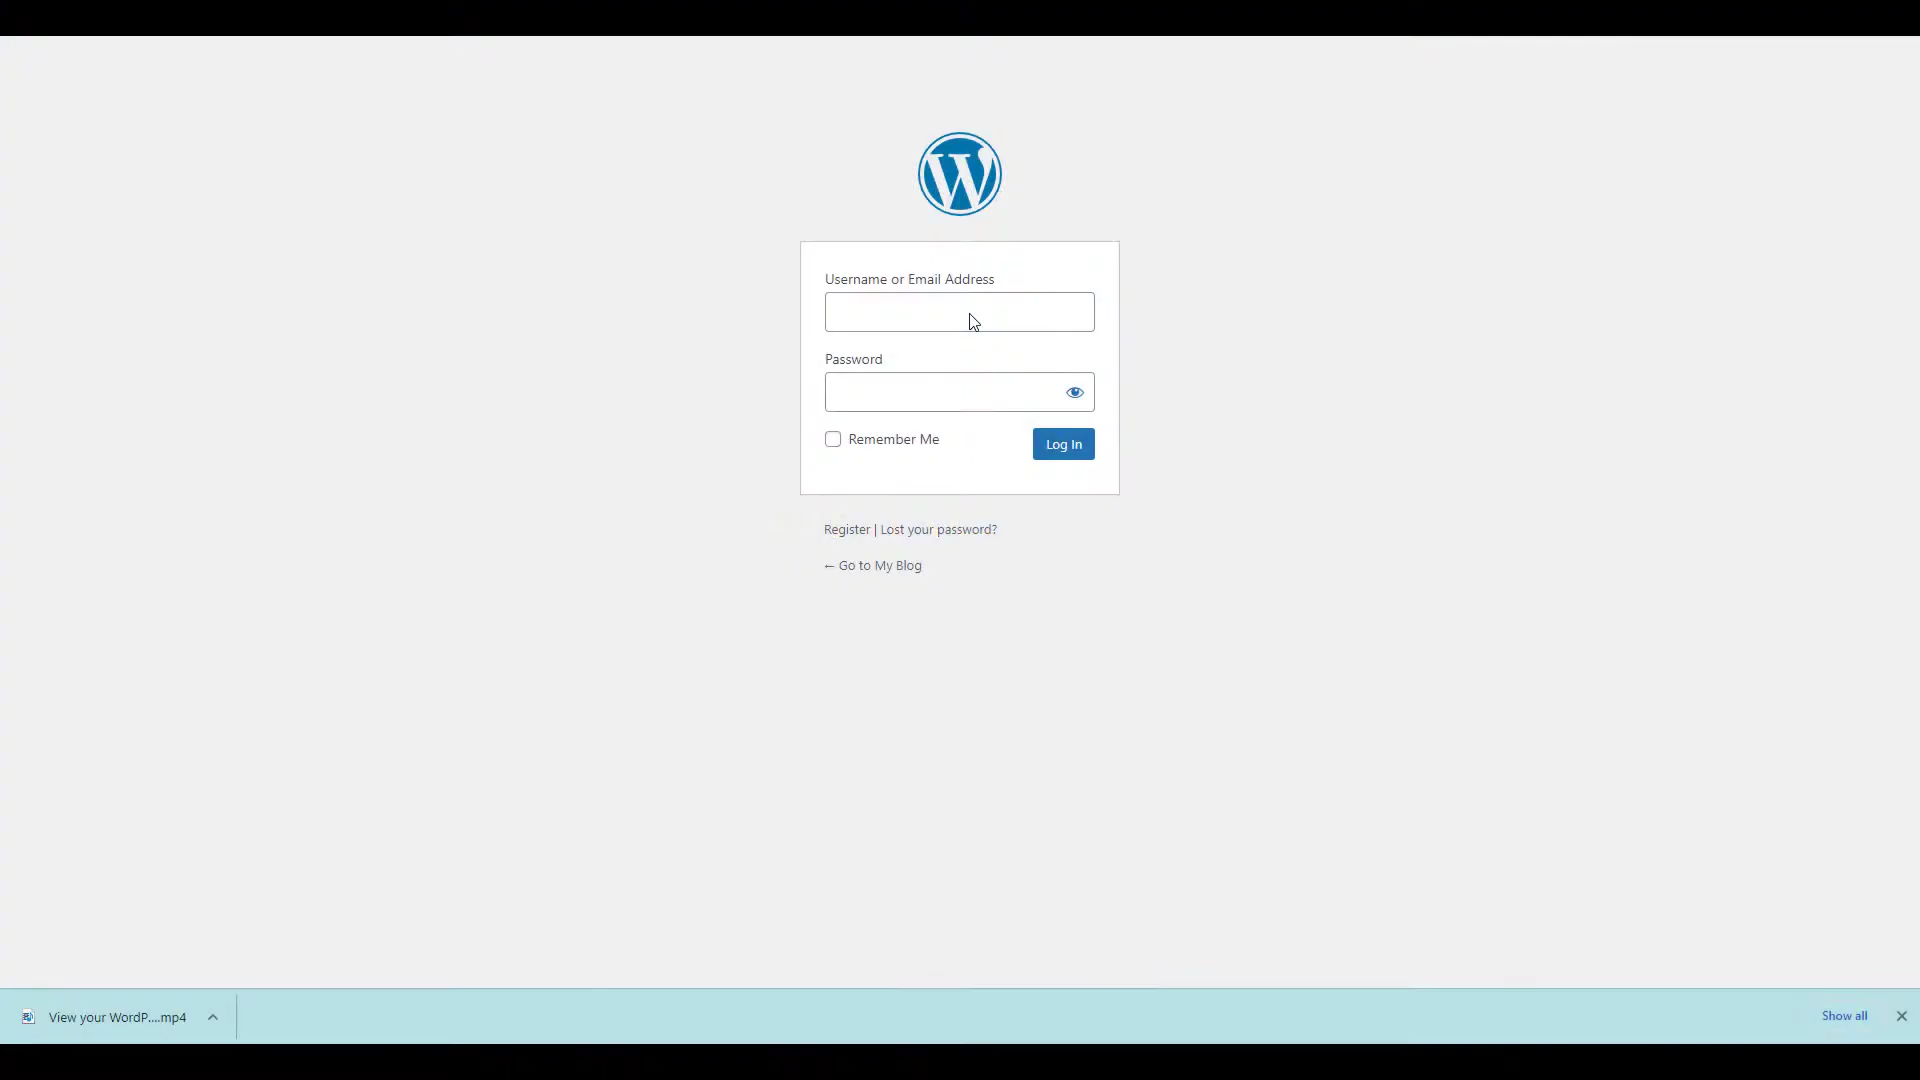 Username or Email Address
Password
Remember Me
Log In
Register | Lost your password?
← Go to My Blog
View your WordP....mp4
Show all